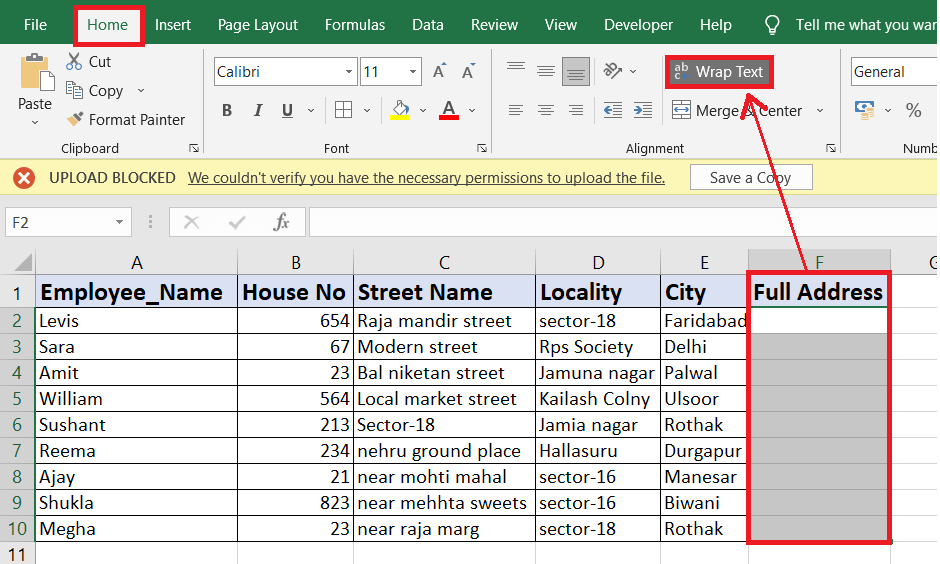 File Home Insert Page Layout Formulas Data Review View Developer Help Tell me what you wan
Cut
Copy
Format Painter
Paste
Clipboard
Calibri 11 A A
B I U A
Font
ab
c
Wrap Text
Merge & Center
Alignment
General
%
Numb
UPLOAD BLOCKED We couldn't verify you have the necessary permissions to upload the file. Save a Copy
F2 fx
A B C D E F G
1 Employee_Name House No Street Name Locality City Full Address
2 Levis 654 Raja mandir street sector-18 Faridabad
3 Sara 67 Modern street Rps Society Delhi
4 Amit 23 Bal niketan street Jamuna nagar Palwal
5 William 564 Local market street Kailash Colny Ulsoor
6 Sushant 213 Sector-18 Jamia nagar Rothak
7 Reema 234 nehru ground place Hallasuru Durgapur
8 Ajay 21 near mohti mahal sector-16 Manesar
9 Shukla 823 near mehhta sweets sector-16 Biwani
10 Megha 23 near raja marg sector-18 Rothak
11